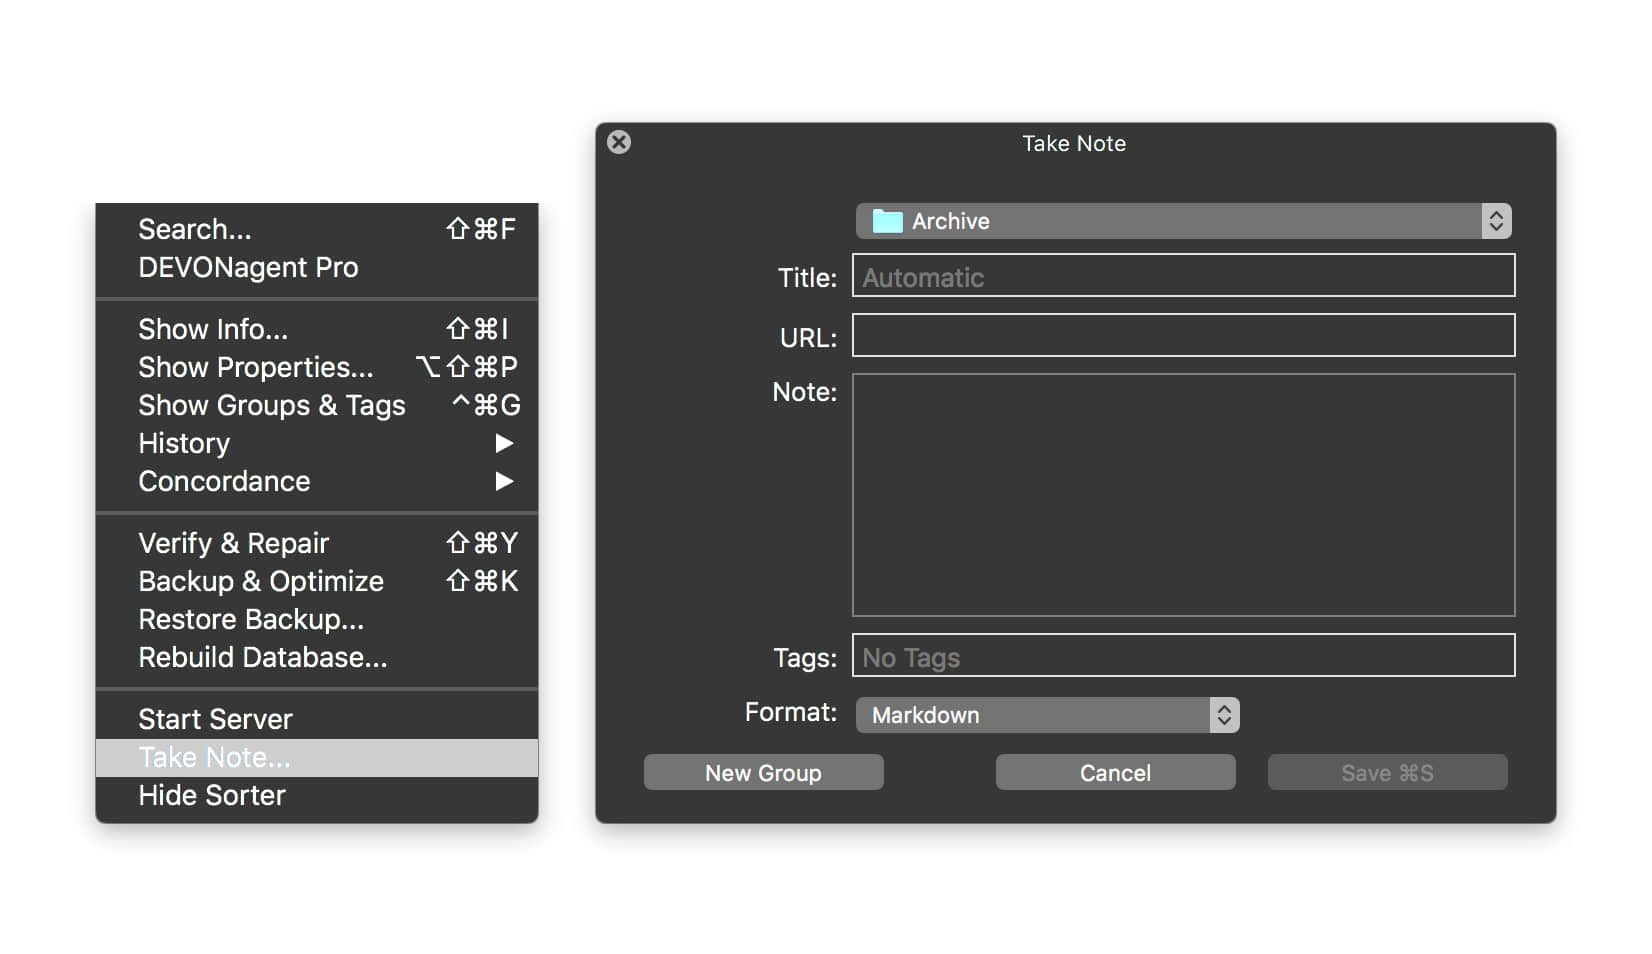 Search... ⇧⌘F
DEVONagent Pro
Show Info... ⇧⌘I
Show Properties... ⌥⇧⌘P
Show Groups & Tags ^⌘G
History ▶
Concordance ▶
Verify & Repair ⇧⌘Y
Backup & Optimize ⇧⌘K
Restore Backup...
Rebuild Database...
Start Server
Take Note...
Hide Sorter
Take Note
Archive
Title: Automatic
URL:
Note:
Tags: No Tags
Format: Markdown
New Group Cancel Save ⌘S